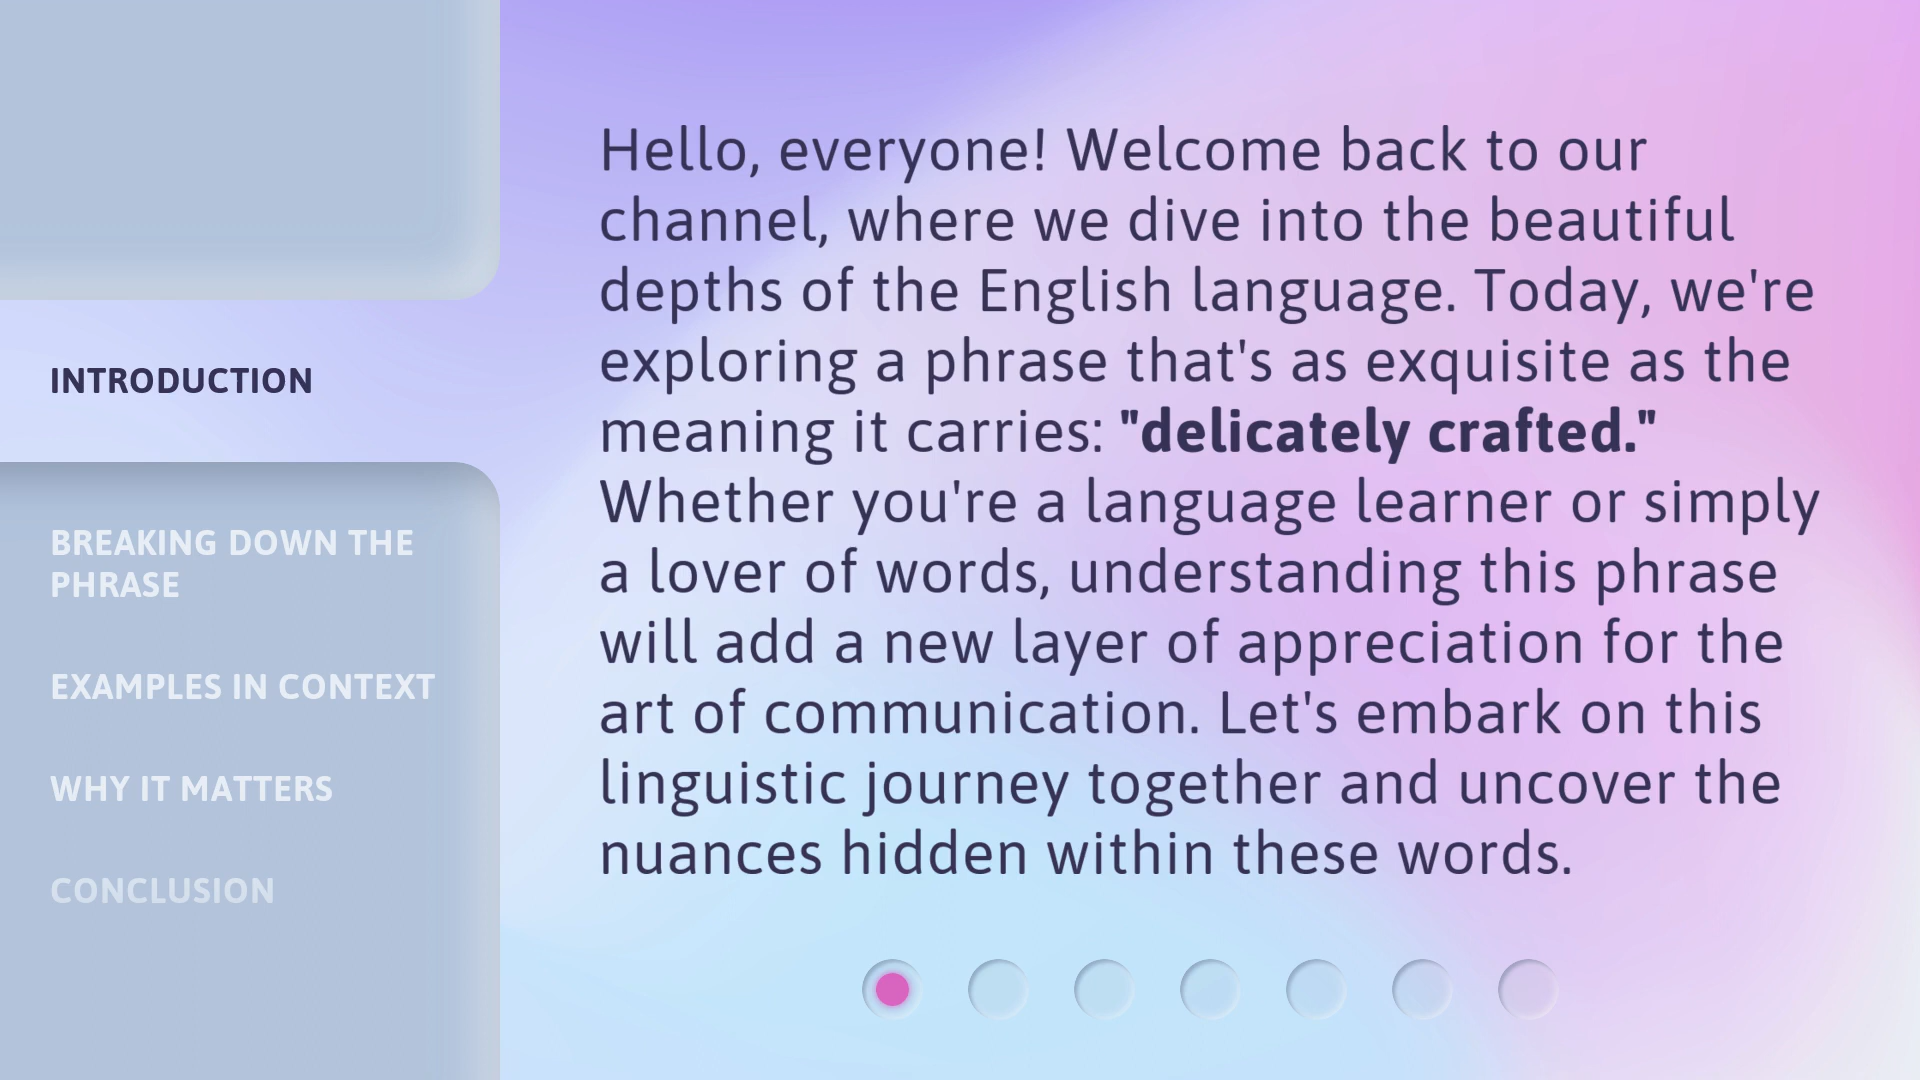 INTRODUCTION
BREAKING DOWN THE
PHRASE
EXAMPLES IN CONTEXT
WHY IT MATTERS
CONCLUSION
Hello, everyone! Welcome back to our
channel, where we dive into the beautiful
depths of the English language. Today, we're
exploring a phrase that's as exquisite as the
meaning it carries: "delicately crafted."
Whether you're a language learner or simply
a lover of words, understanding this phrase
will add a new layer of appreciation for the
art of communication. Let's embark on this
linguistic journey together and uncover the
nuances hidden within these words.